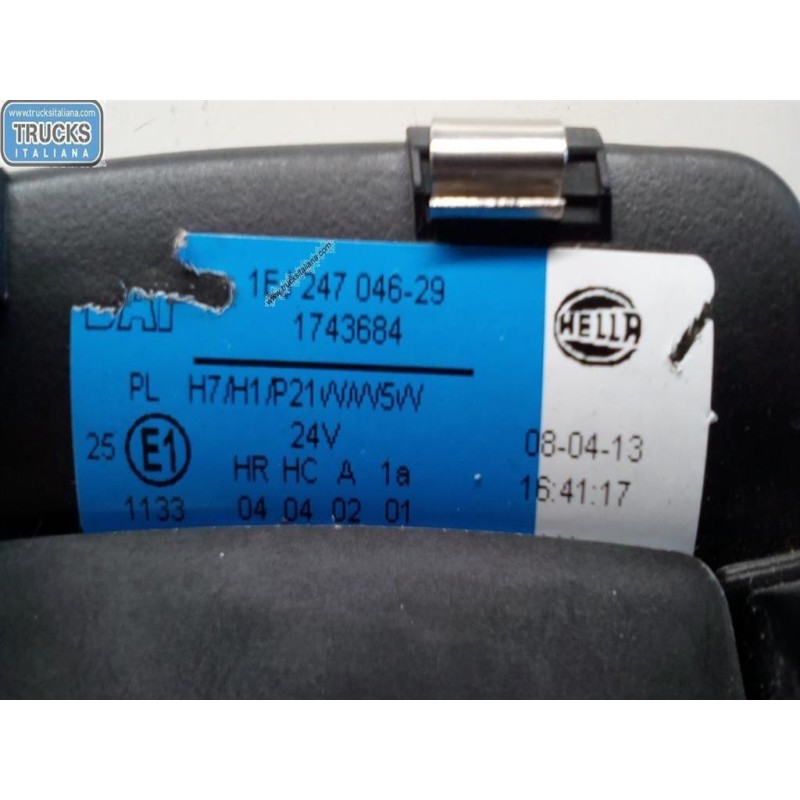 www.trucksitaliana.com
TRUCKS
ITALIANA
247 046-29
1743684
HELLA
PL H7/H1/P21W/W5W
25 E1 24V
08-04-13
HR HC A 1a
16:41:17
1133 04 04 02 01